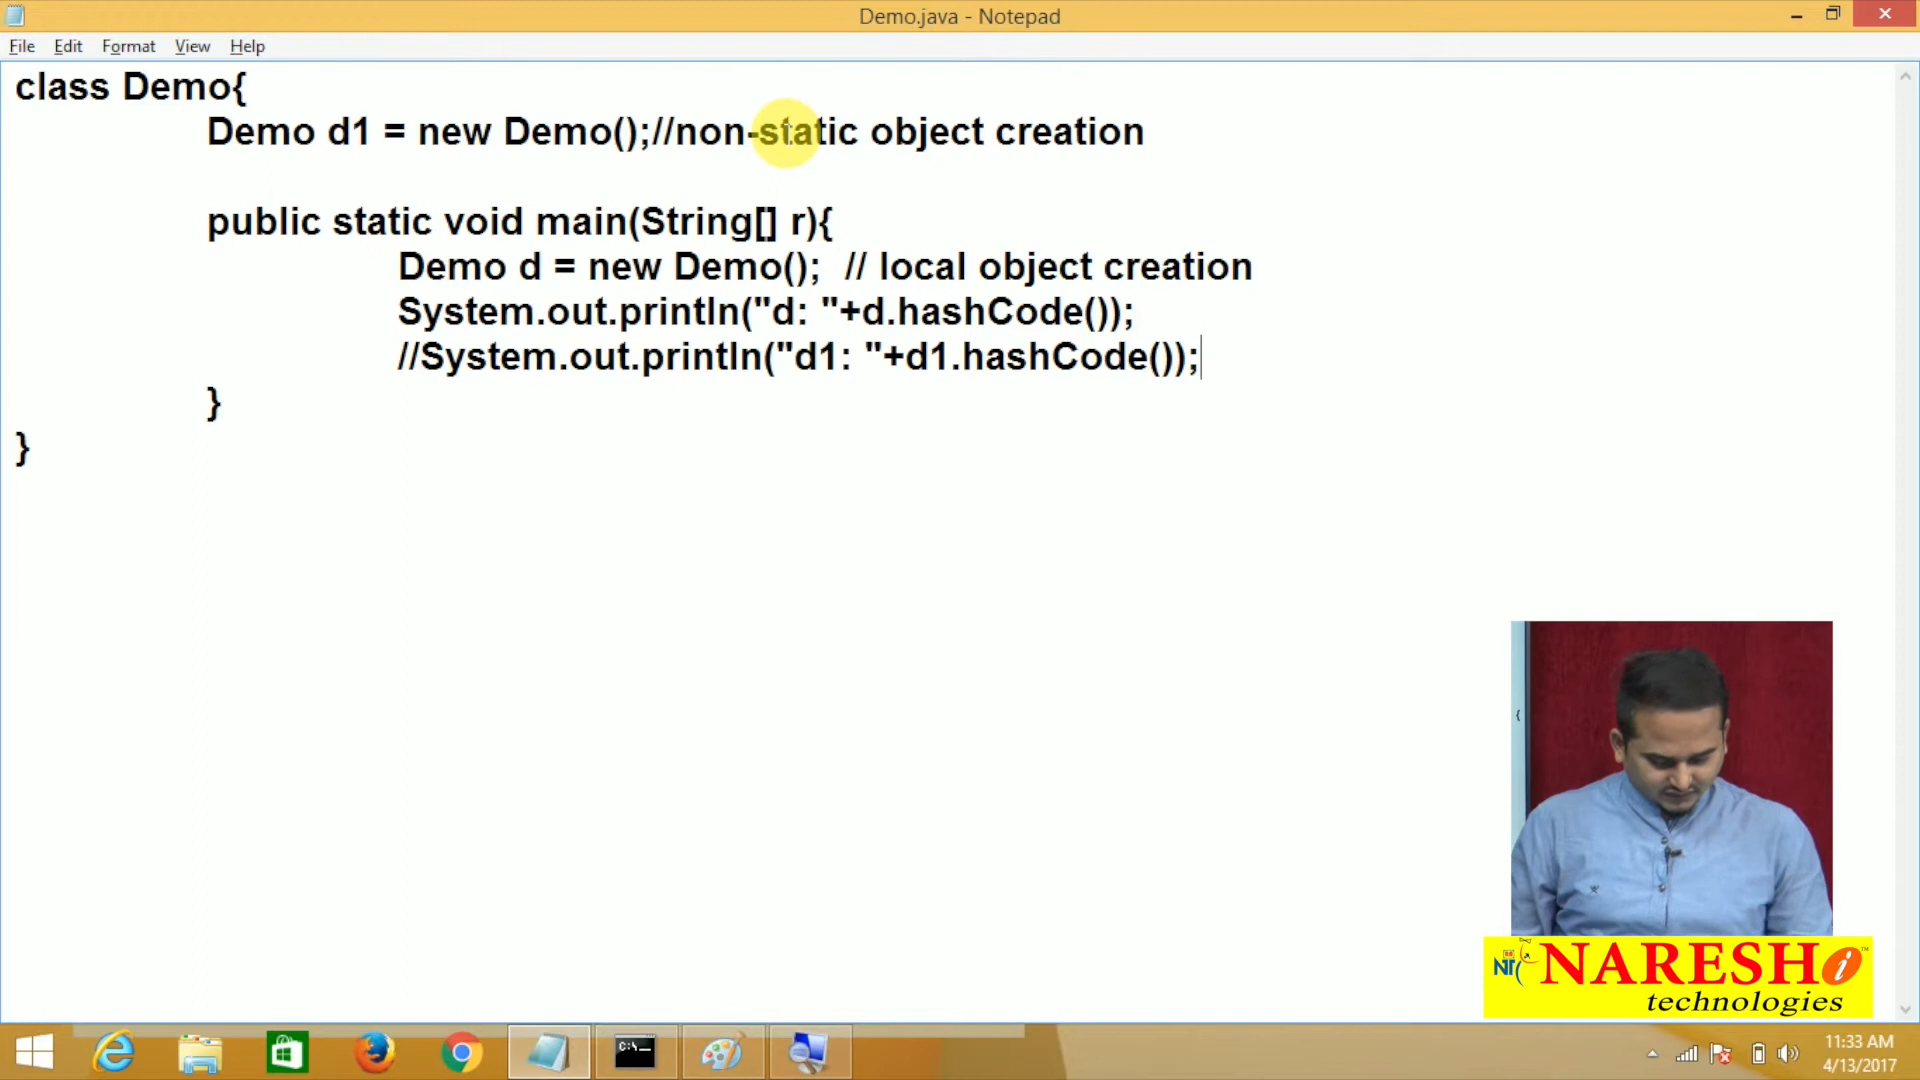 Demo.java - Notepad
File Edit Format View Help
class Demo{
Demo d1 = new Demo();//non-static object creation
public static void main(String[] r){
Demo d = new Demo();  // local object creation
System.out.println("d: "+d.hashCode());
//System.out.println("d1: "+d1.hashCode());
}
}
{
NT NARESH i ™
technologies
C:\-
11:33 AM
4/13/2017